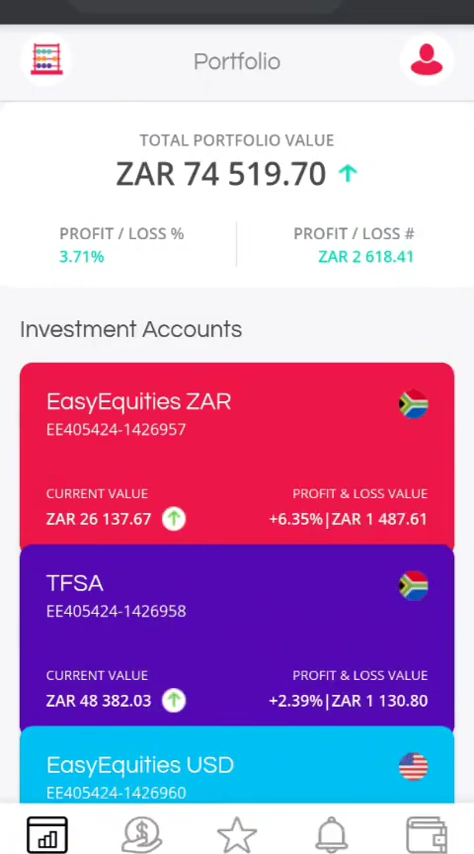 Portfolio
TOTAL PORTFOLIO VALUE
ZAR 74 519.70
PROFIT / LOSS % PROFIT / LOSS #
3.71% ZAR 2 618.41
Investment Accounts
EasyEquities ZAR
EE405424-1426957
CURRENT VALUE PROFIT & LOSS VALUE
ZAR 26 137.67 +6.35%|ZAR 1 487.61
TFSA
EE405424-1426958
CURRENT VALUE PROFIT & LOSS VALUE
ZAR 48 382.03 +2.39%|ZAR 1 130.80
EasyEquities USD
EE405424-1426960